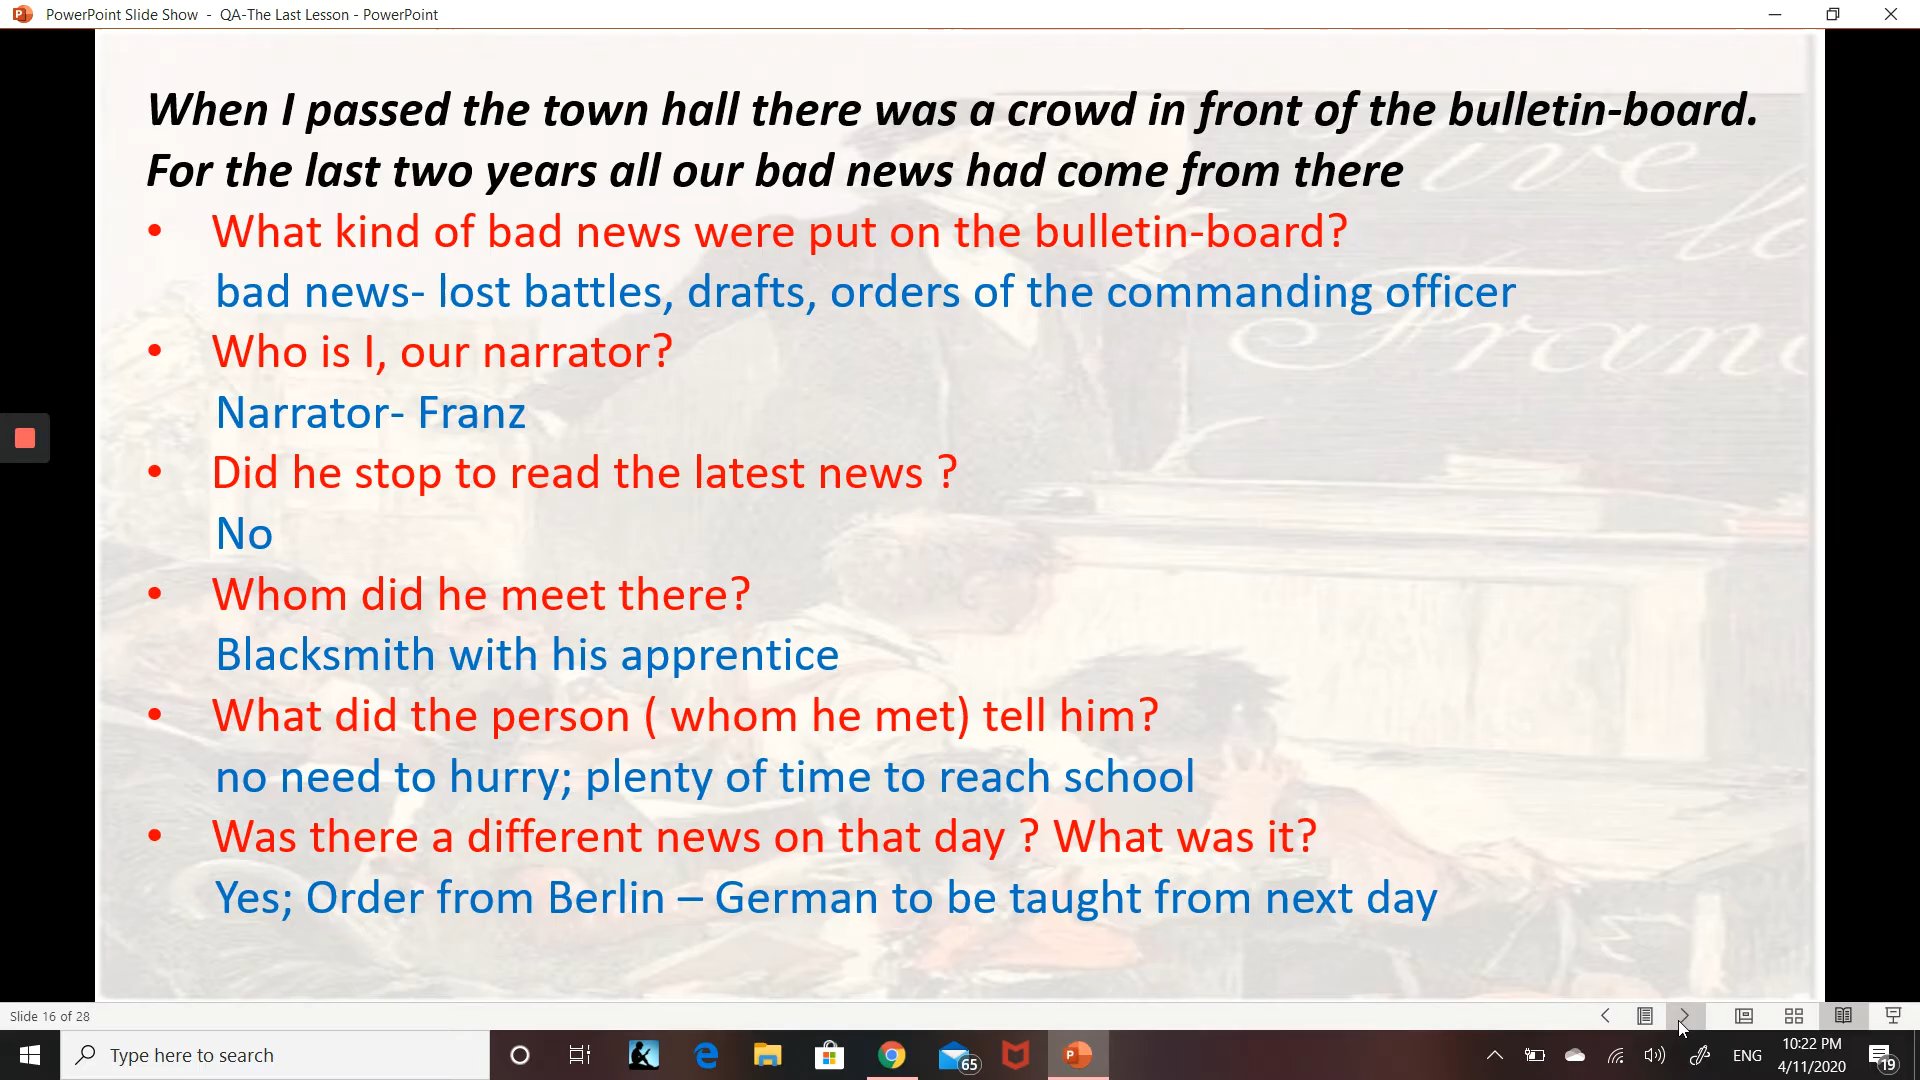 PowerPoint Slide Show - QA-The Last Lesson - PowerPoint
When I passed the town hall there was a crowd in front of the bulletin-board.
For the last two years all our bad news had come from there
• What kind of bad news were put on the bulletin-board?
bad news- lost battles, drafts, orders of the commanding officer
• Who is I, our narrator?
Narrator- Franz
• Did he stop to read the latest news ?
No
• Whom did he meet there?
Blacksmith with his apprentice
• What did the person ( whom he met) tell him?
no need to hurry; plenty of time to reach school
• Was there a different news on that day ? What was it?
Yes; Order from Berlin – German to be taught from next day
Slide 16 of 28
Type here to search
65
ENG
10:22 PM
4/11/2020
19